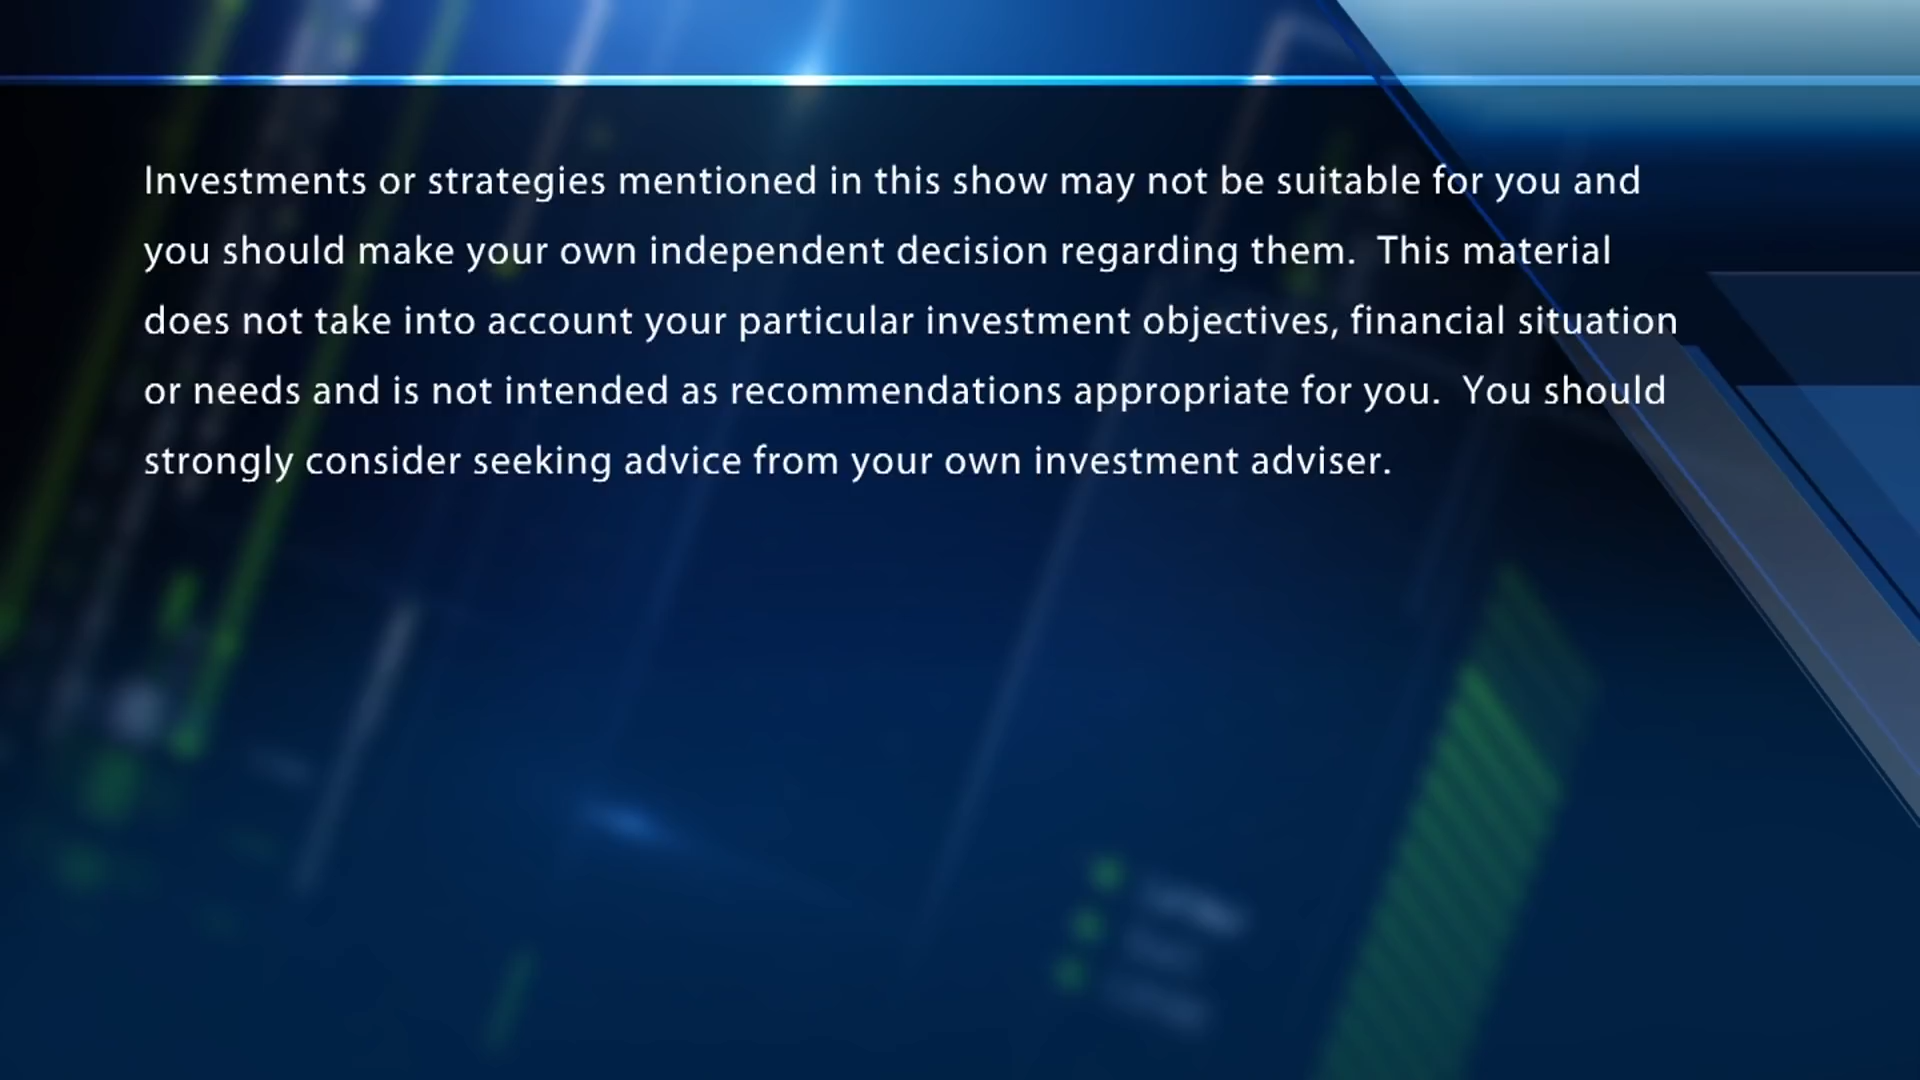 Investments or strategies mentioned in this show may not be suitable for you and
you should make your own independent decision regarding them.  This material
does not take into account your particular investment objectives, financial situation
or needs and is not intended as recommendations appropriate for you.  You should
strongly consider seeking advice from your own investment adviser.